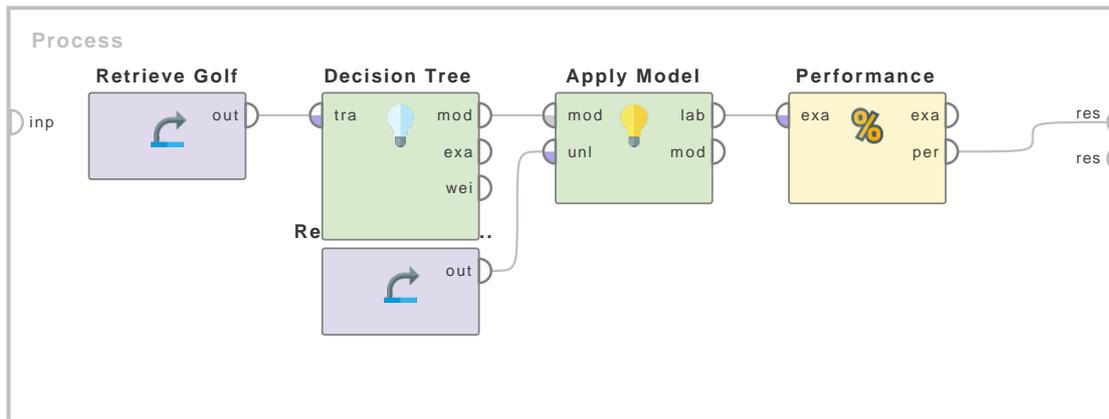 Process
Retrieve Golf
Decision Tree
Apply Model
Performance
inp
out
tra
mod
exa
wei
mod
unl
lab
mod
exa
%
exa
per
res
res
Re
..
out